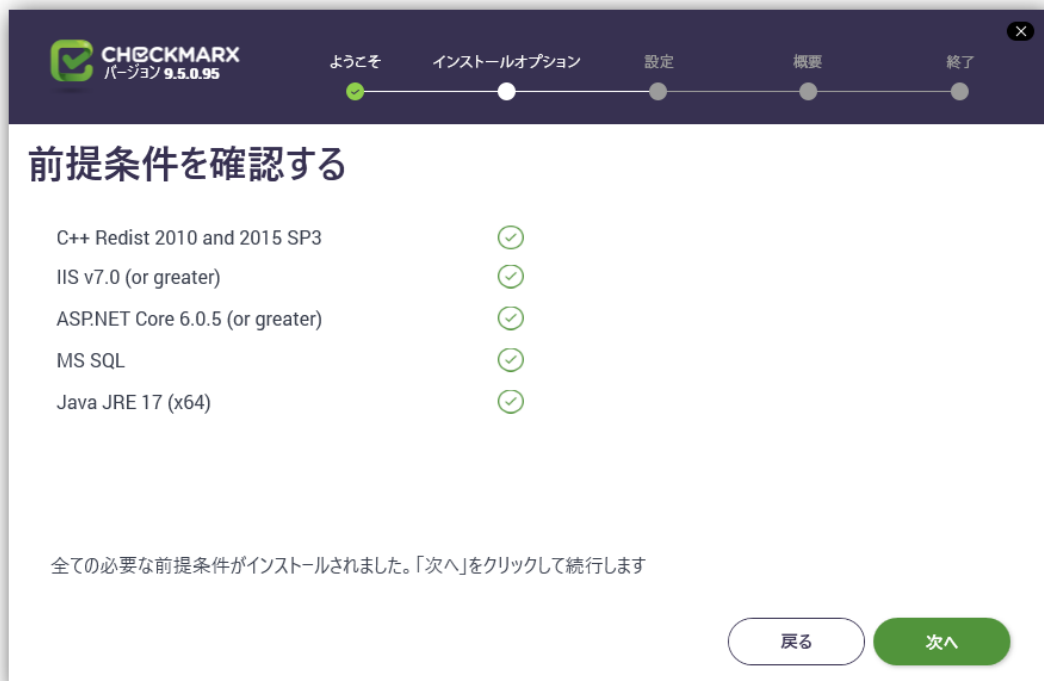 CHECKMARX
バージョン 9.5.0.95
ようこそ
インストールオプション
設定
概要
終了
前提条件を確認する
C++ Redist 2010 and 2015 SP3
IIS v7.0 (or greater)
ASP.NET Core 6.0.5 (or greater)
MS SQL
Java JRE 17 (x64)
全ての必要な前提条件がインストールされました。「次へ」をクリックして続行します
戻る
次へ